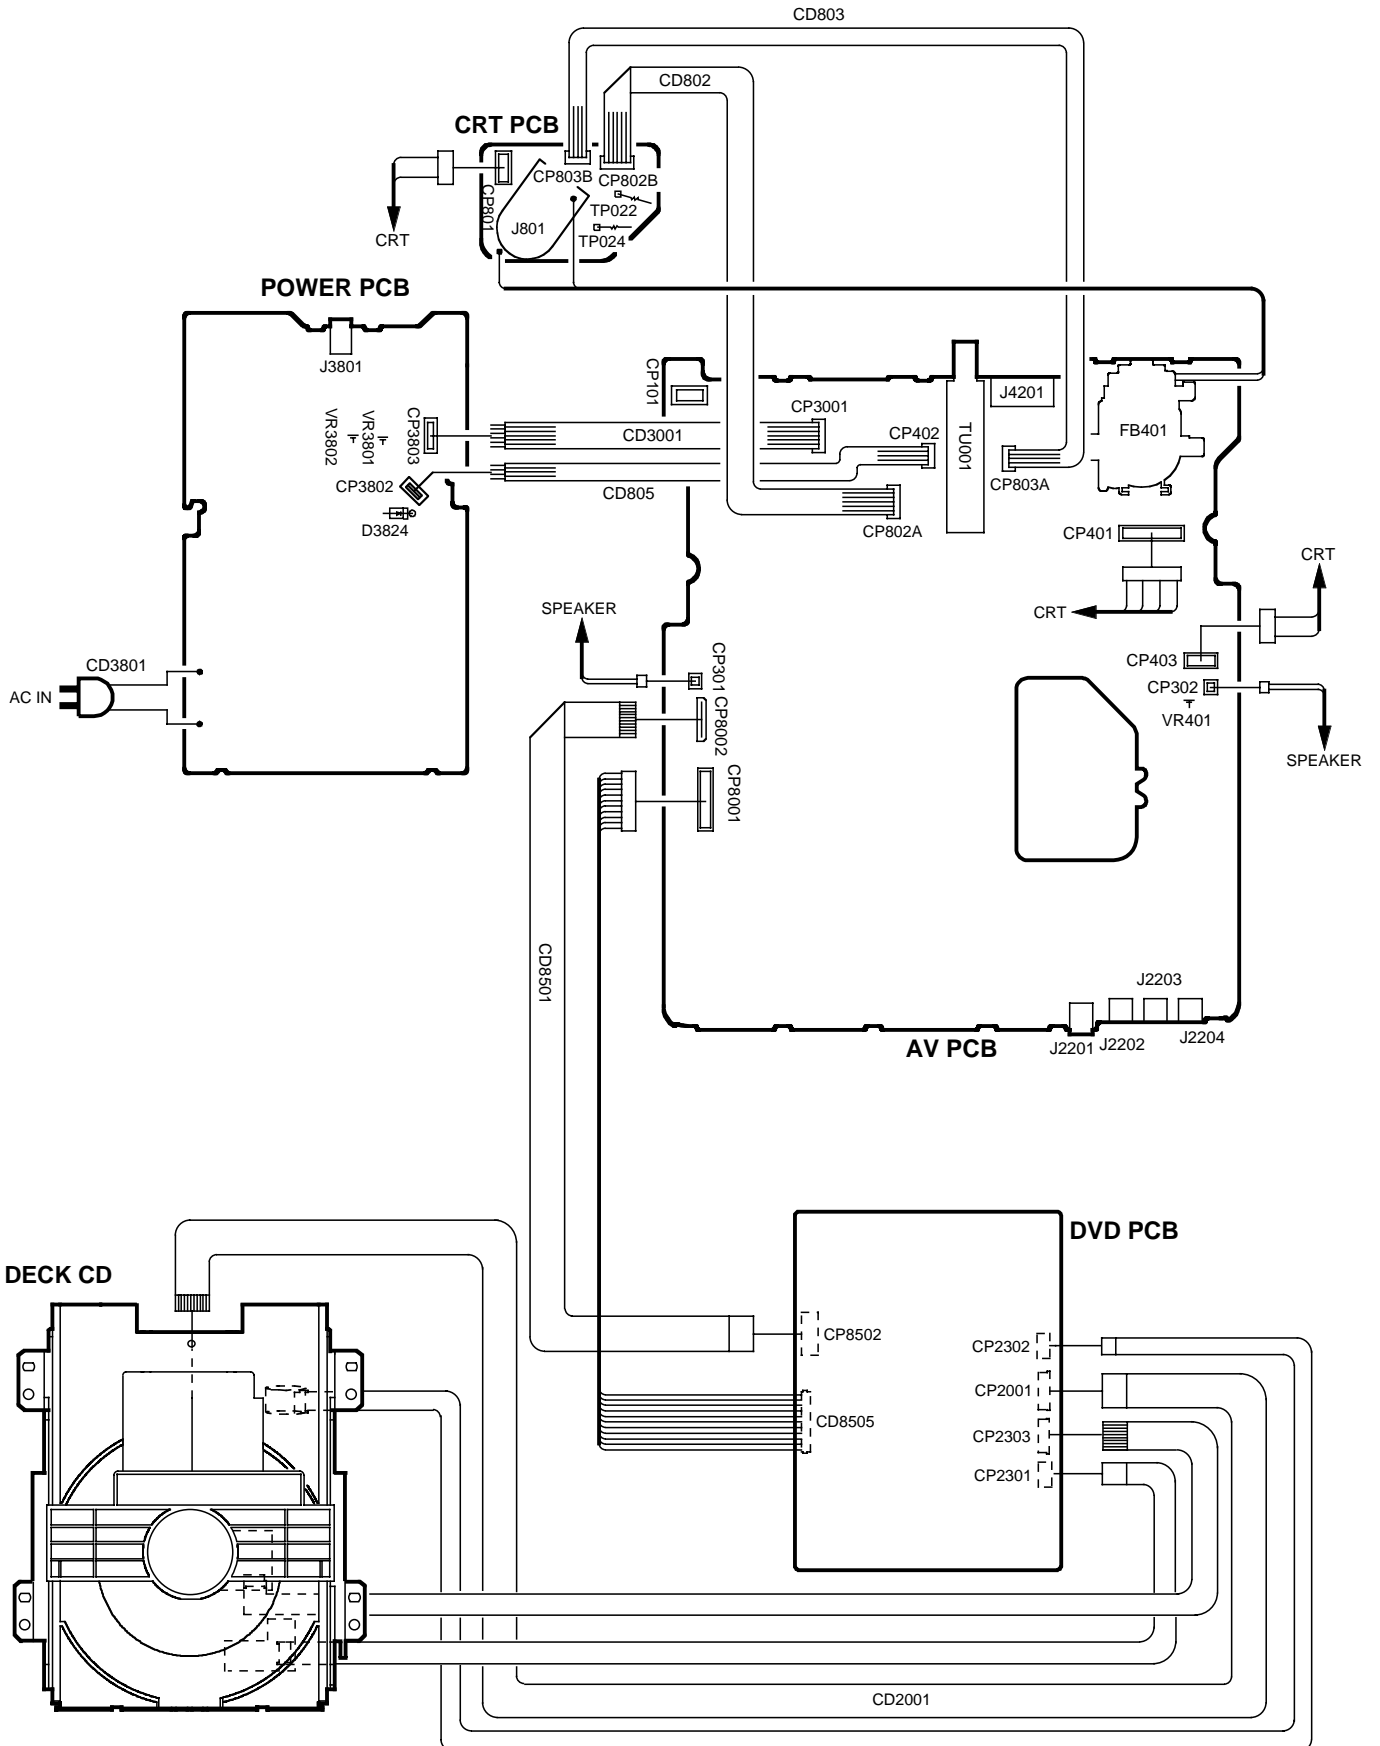 CD803
CD802
CRT PCB
CP803B
CP802B
CP801
TP022
J801
TP024
CRT
POWER PCB
J3801
CP101
J4201
VR3802
VR3801
CP3803
CD3001
CP3001
CP402
TU001
FB401
CP3802
CD805
CP803A
D3824
CP802A
CP401
CRT
SPEAKER
CRT
CD3801
CP301
CP403
AC IN
CP8002
CP302
VR401
SPEAKER
CP8001
CD8501
J2203
AV PCB
J2201
J2202
J2204
DVD PCB
DECK CD
CP8502
CP2302
CP2001
CD8505
CP2303
CP2301
CD2001